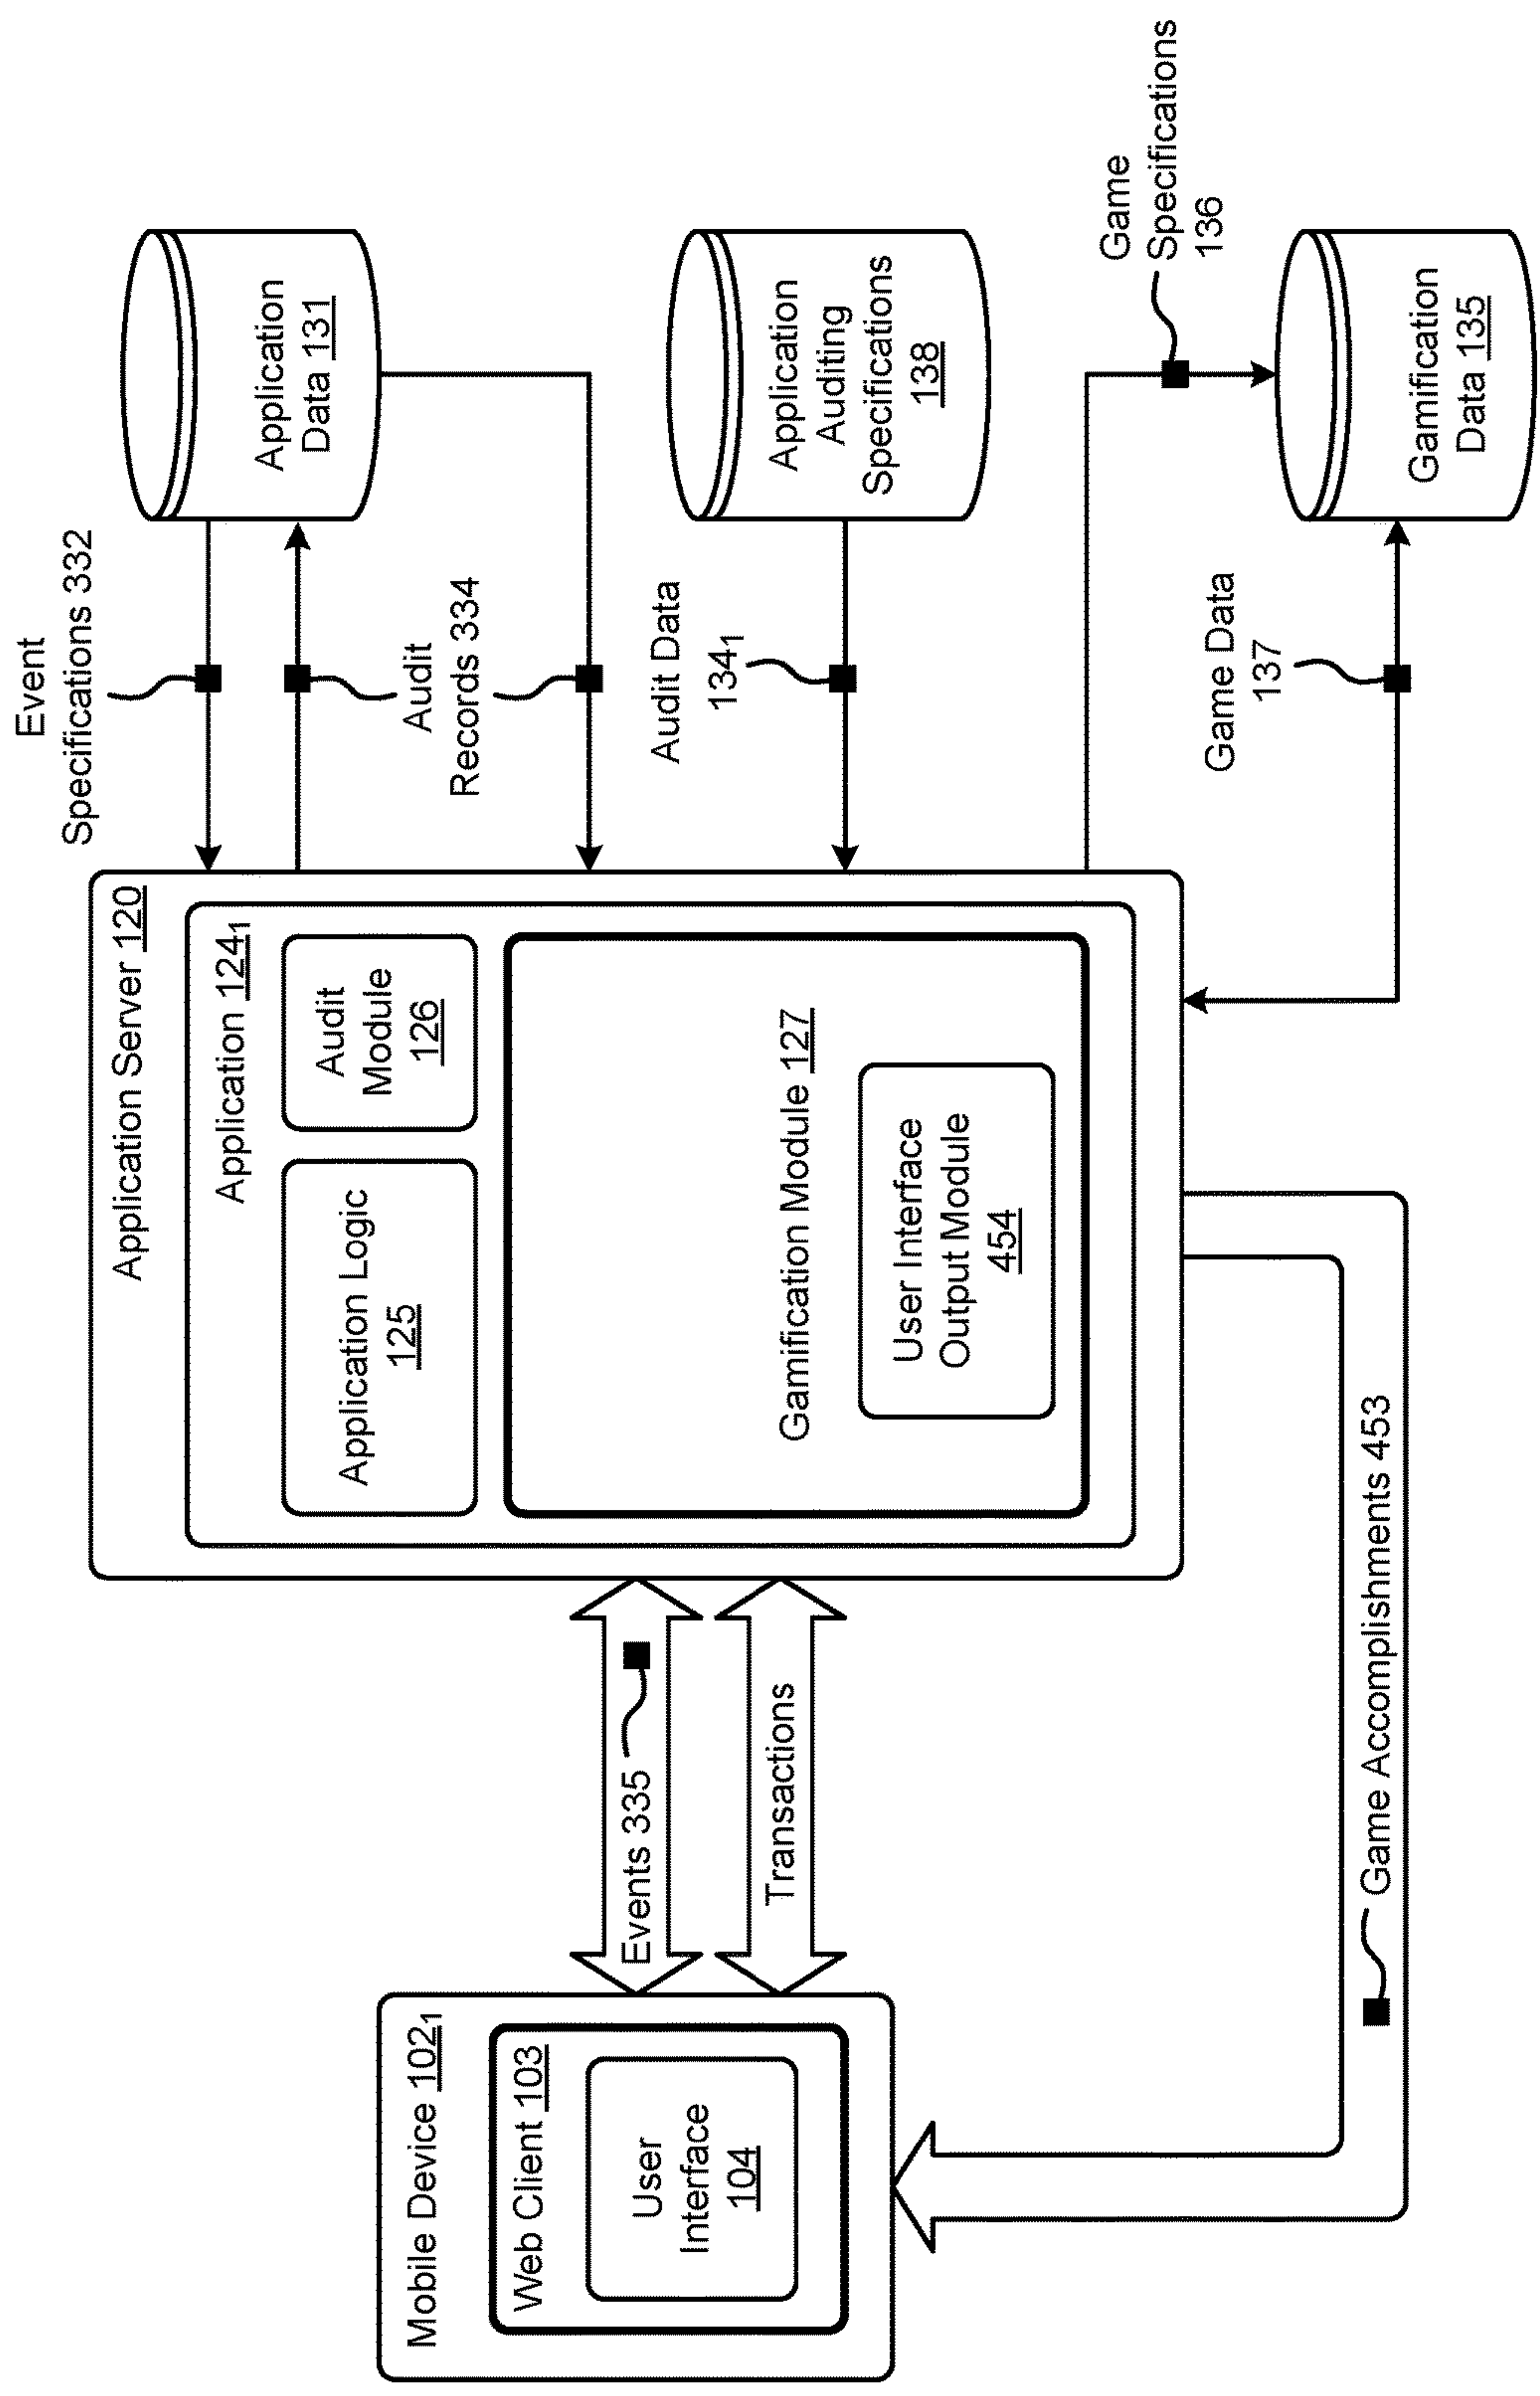 Mobile Device 102₁
Web Client 103
User
Interface
104
Events 335
Transactions
Game Accomplishments 453
Application Server 120
Application 124₁
Application Logic
125
Audit
Module
126
Gamification Module 127
User Interface
Output Module
454
Event
Specifications 332
Audit
Records 334
Audit Data
134₁
Game Data
137
Application
Data 131
Application
Auditing
Specifications
138
Game
Specifications
136
Gamification
Data 135